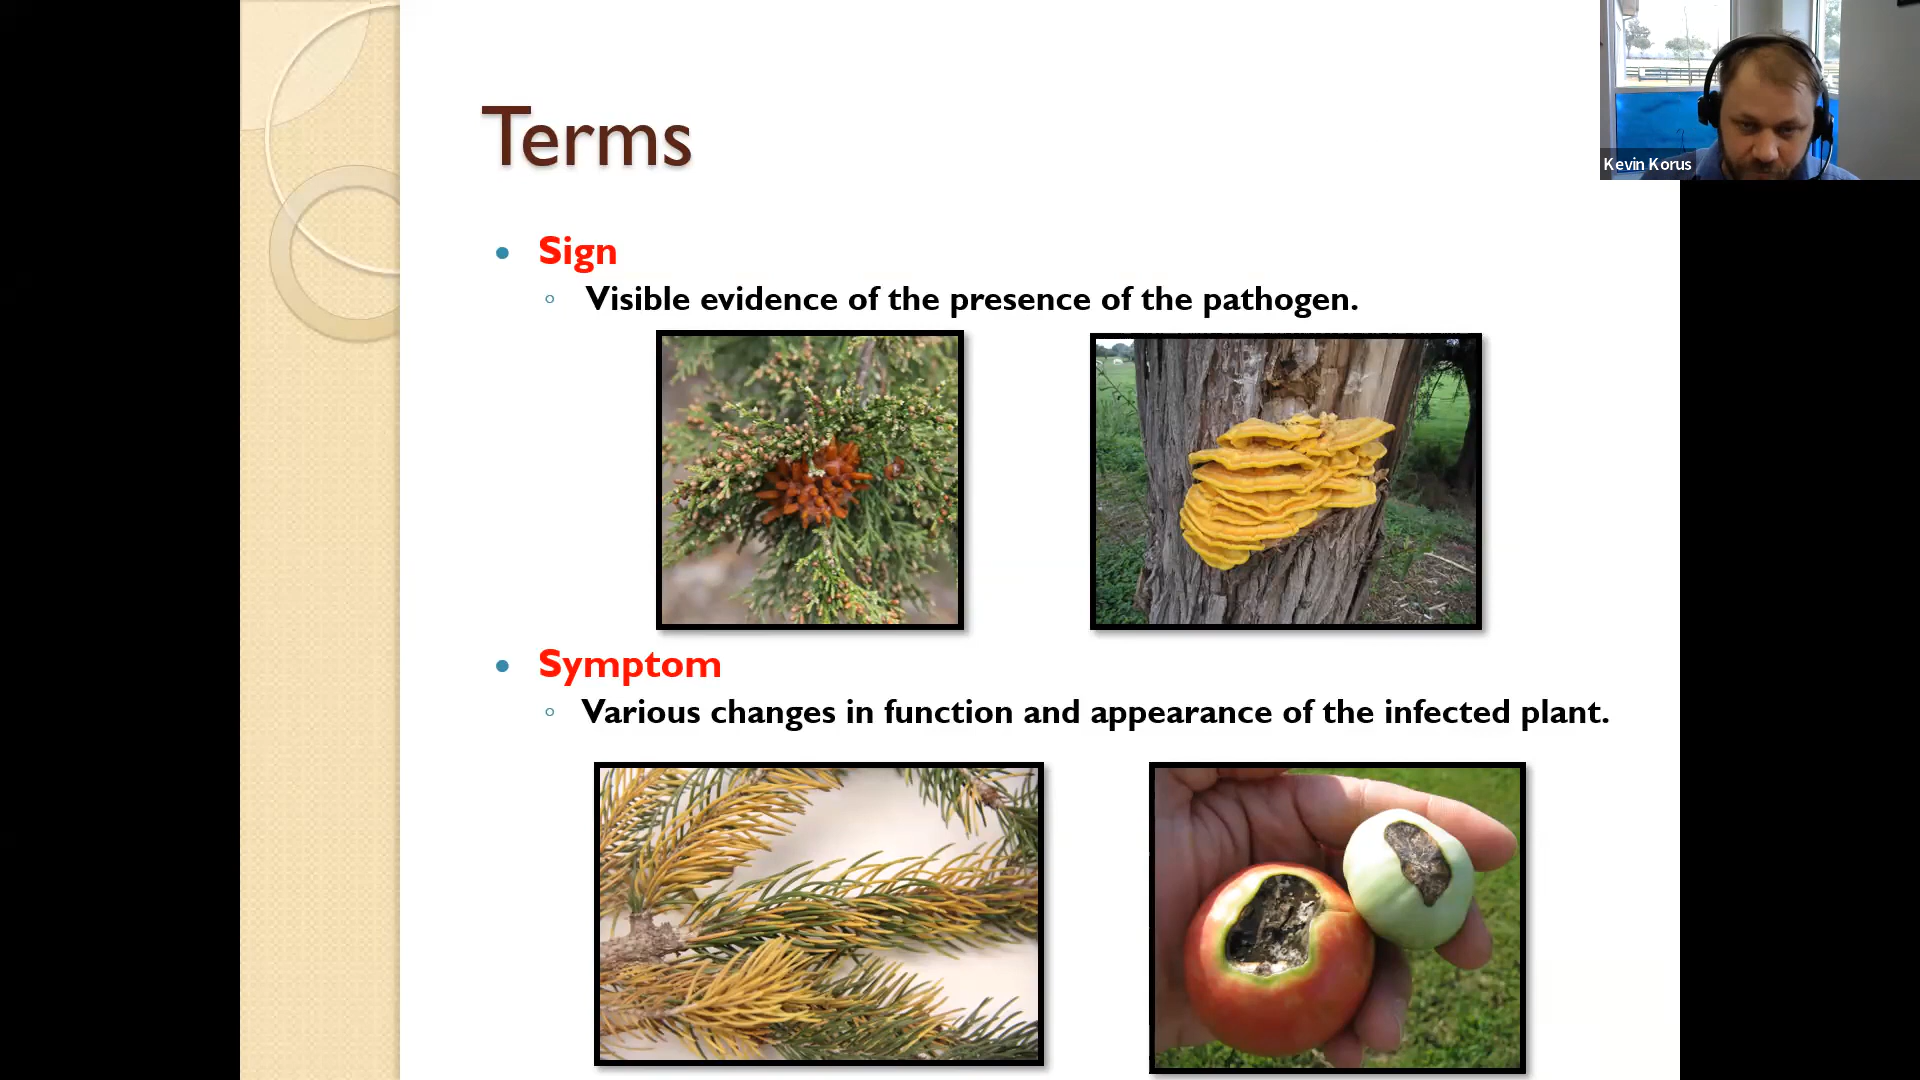 Terms
Kevin Korus
Sign
Visible evidence of the presence of the pathogen.
Symptom
Various changes in function and appearance of the infected plant.